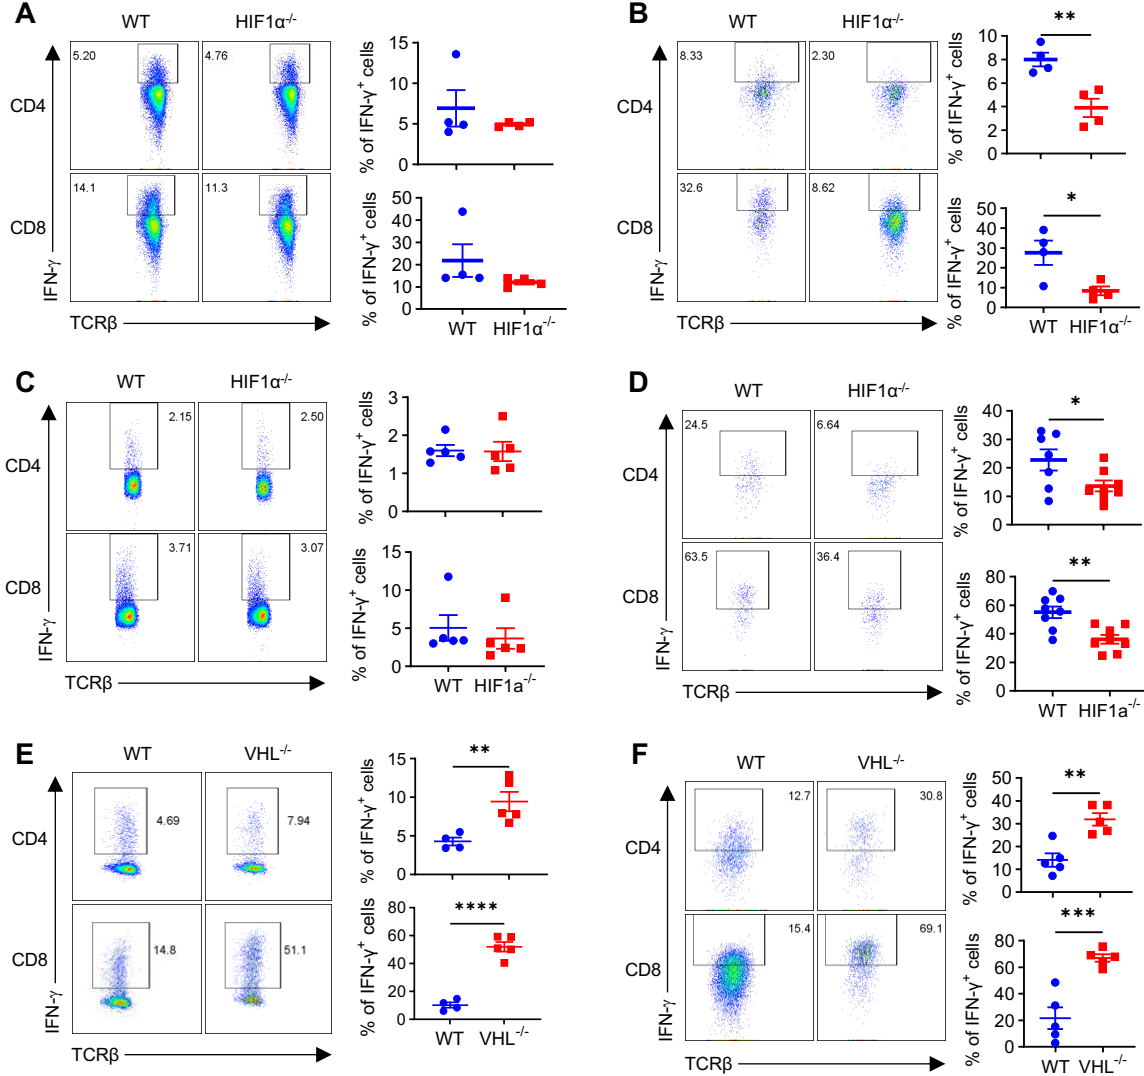 A
WT
HIF1α-/-
CD4
5.20
4.76
CD8
14.1
11.3
IFN-γ
TCRβ
% of IFN-γ+ cells
15
10
5
0
% of IFN-γ+ cells
50
40
30
20
10
0
WT
HIF1α-/-
B
WT
HIF1α-/-
CD4
8.33
2.30
CD8
32.6
8.62
IFN-γ
TCRβ
**
% of IFN-γ+ cells
10
8
6
4
2
0
*
% of IFN-γ+ cells
50
40
30
20
10
0
WT
HIF1α-/-
C
WT
HIF1α-/-
CD4
2.15
2.50
CD8
3.71
3.07
IFN-γ
TCRβ
% of IFN-γ+ cells
3
2
1
0
% of IFN-γ+ cells
15
10
5
0
WT
HIF1a-/-
D
WT
HIF1α-/-
CD4
24.5
6.64
CD8
63.5
36.4
IFN-γ
TCRβ
*
% of IFN-γ+ cells
40
30
20
10
0
**
% of IFN-γ+ cells
80
60
40
20
0
WT
HIF1a-/-
E
WT
VHL-/-
CD4
4.69
7.94
CD8
14.8
51.1
IFN-γ
TCRβ
**
% of IFN-γ+ cells
15
10
5
0
****
% of IFN-γ+ cells
80
60
40
20
0
WT
VHL-/-
F
WT
VHL-/-
CD4
12.7
30.8
CD8
15.4
69.1
IFN-γ
TCRβ
**
% of IFN-γ+ cells
50
40
30
20
10
0
***
% of IFN-γ+ cells
80
60
40
20
0
WT
VHL-/-